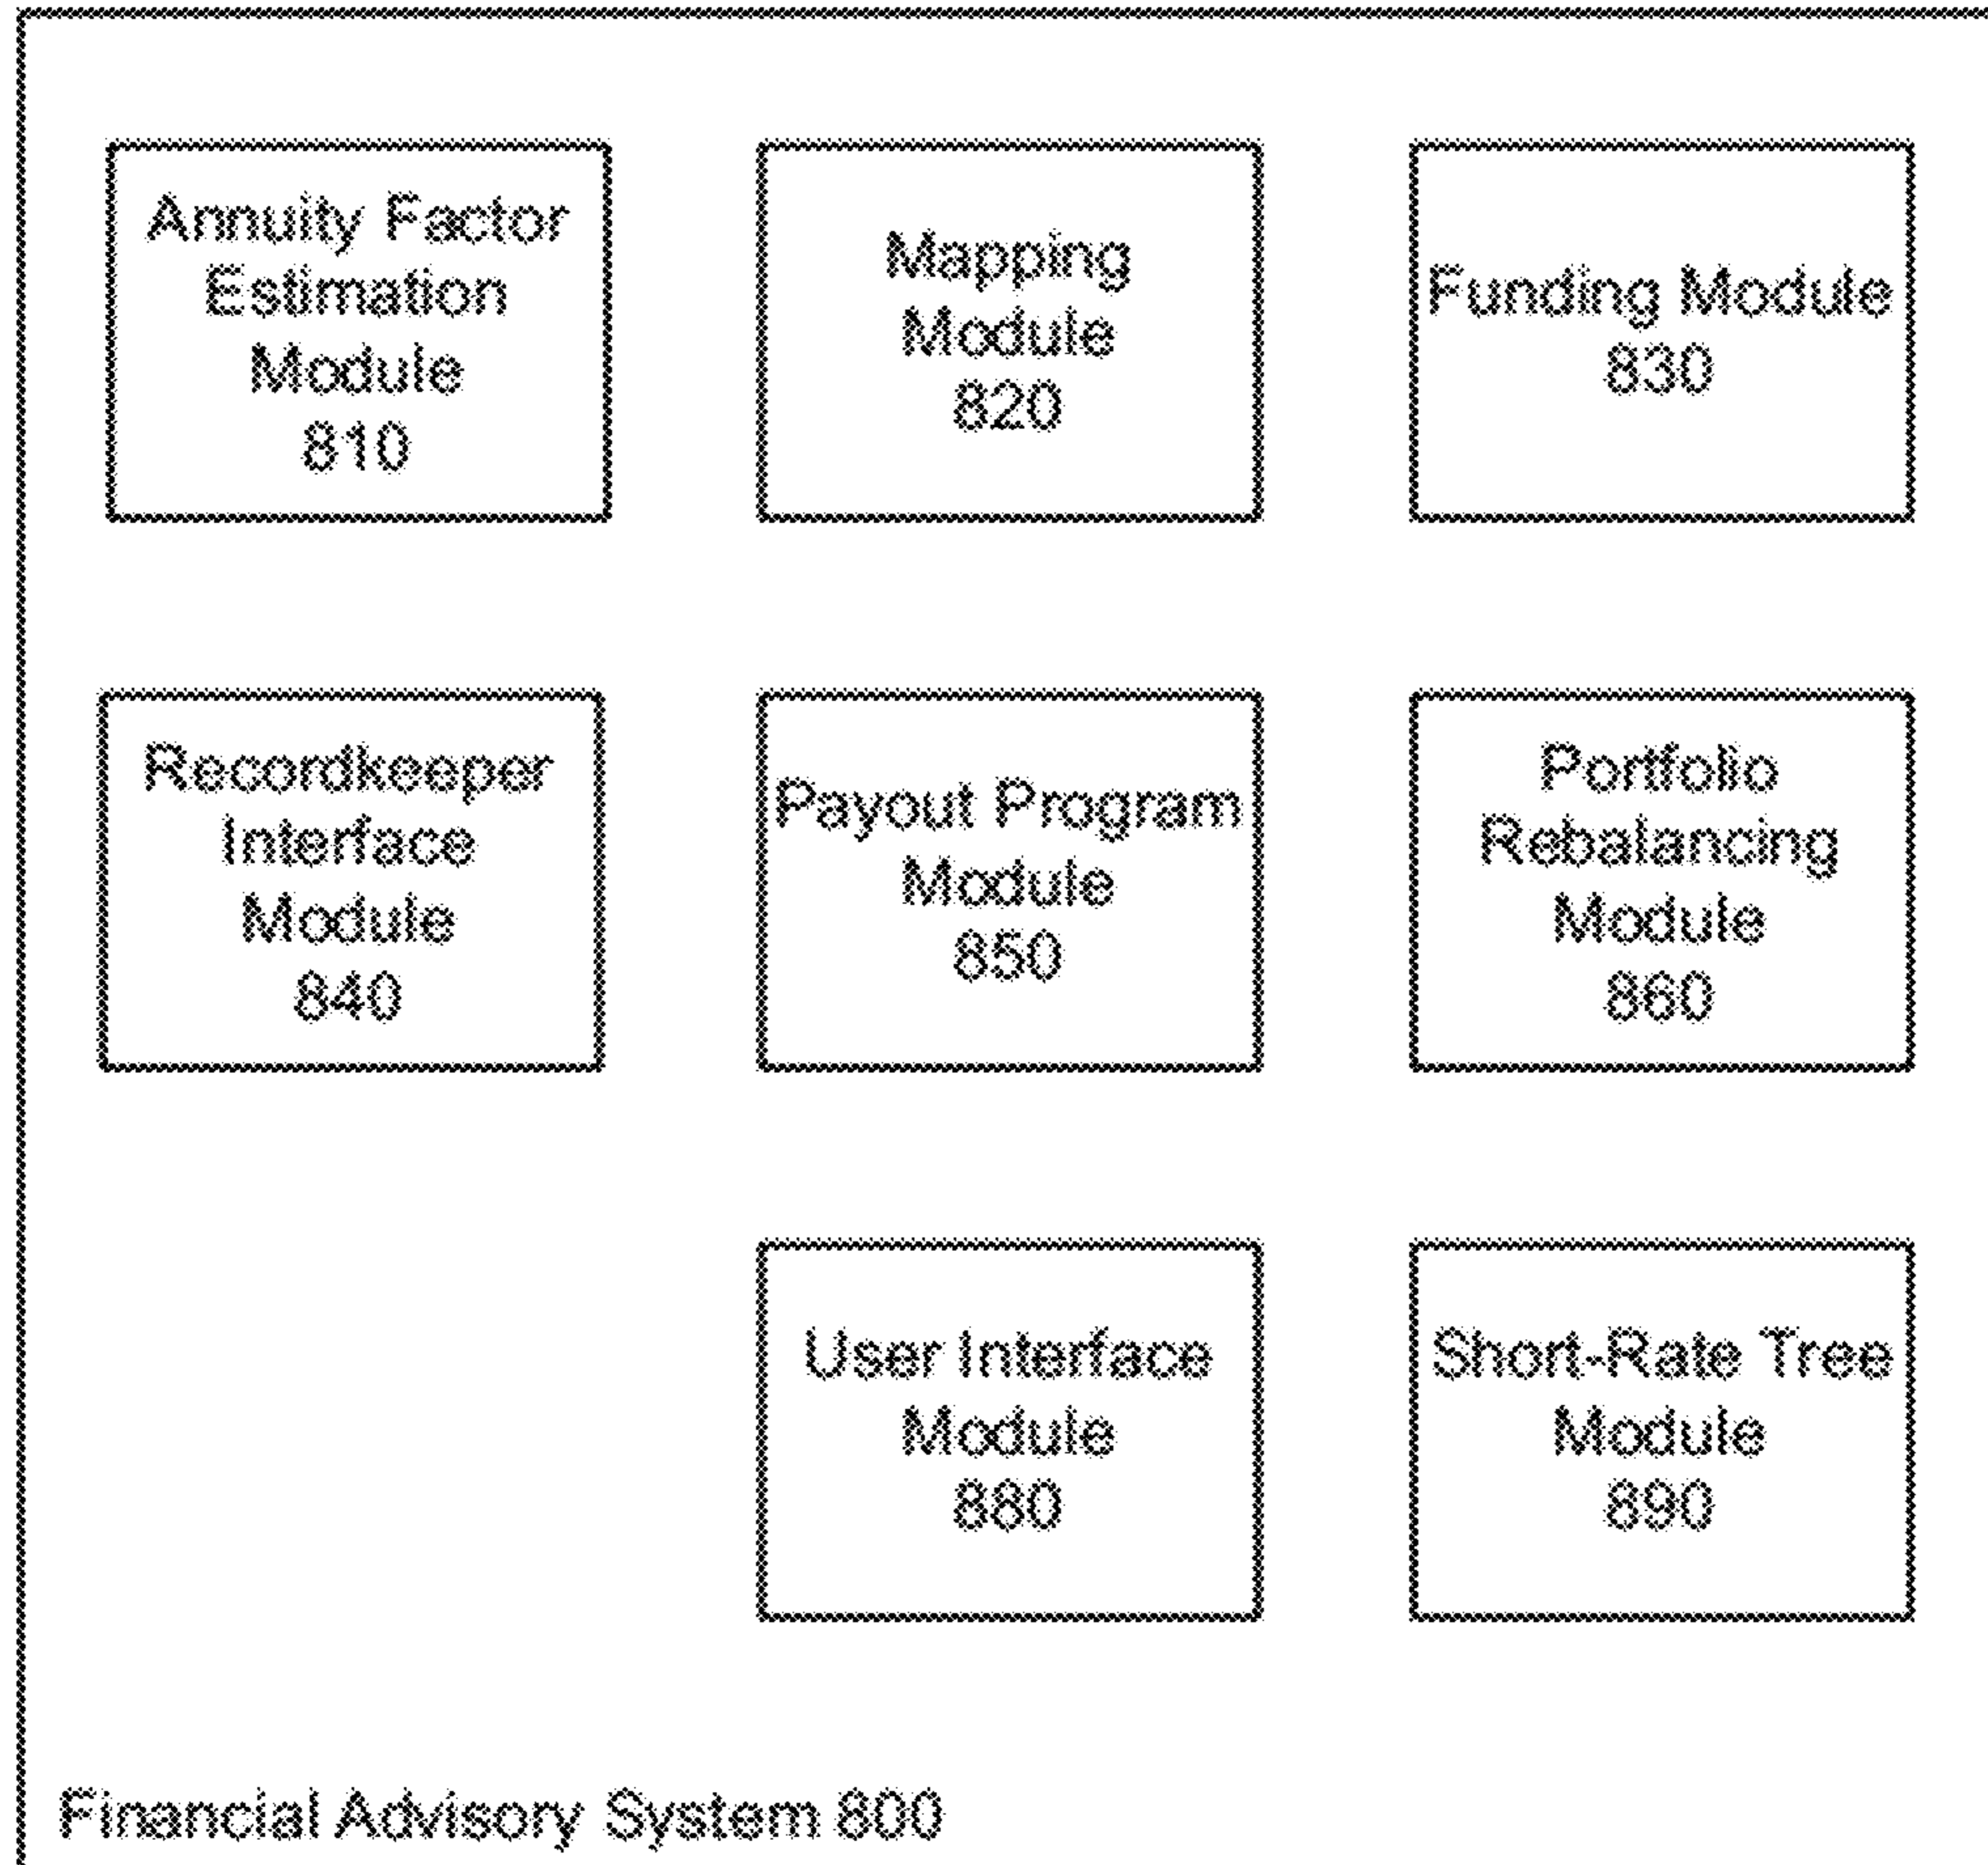 Annuity Factor
Estimation
Module
810
Mapping
Module
820
Funding Module
830
Recordkeeper
Interface
Module
840
Payout Program
Module
850
Portfolio
Rebalancing
Module
860
User Interface
Module
880
Short-Rate Tree
Module
890
Financial Advisory System 800